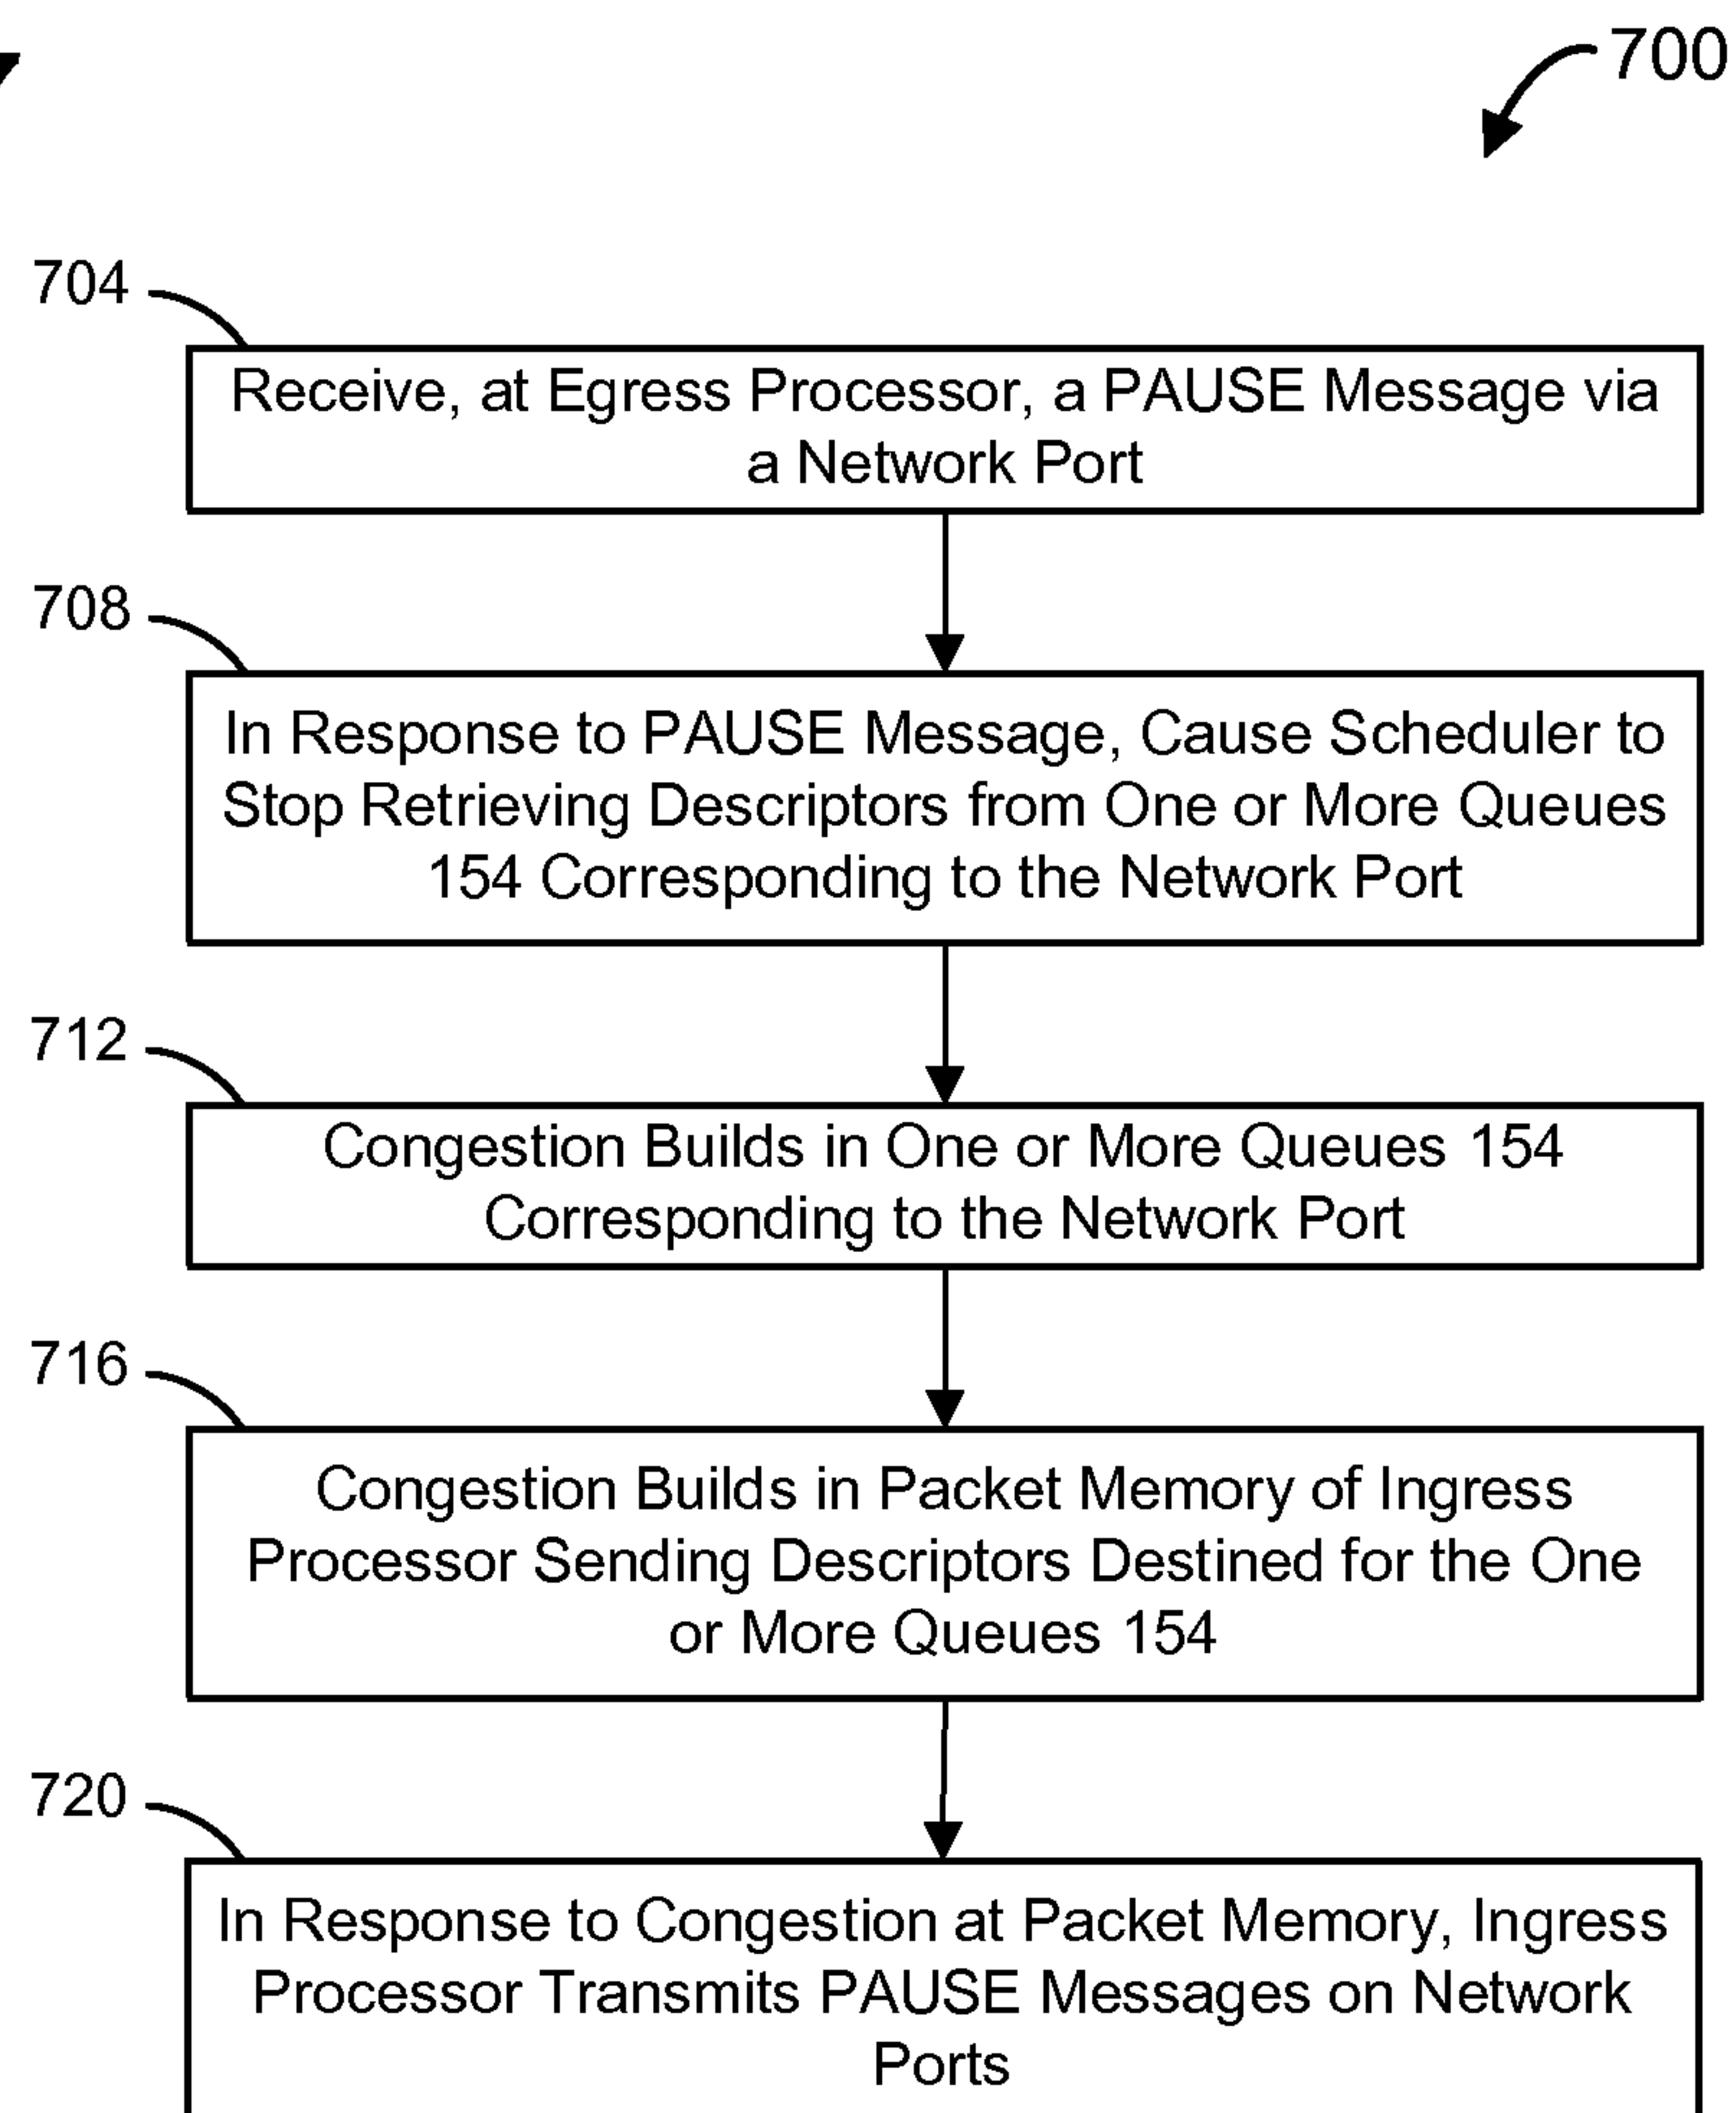 700
704
Receive, at Egress Processor, a PAUSE Message via
a Network Port
708
In Response to PAUSE Message, Cause Scheduler to
Stop Retrieving Descriptors from One or More Queues
154 Corresponding to the Network Port
712
Congestion Builds in One or More Queues 154
Corresponding to the Network Port
716
Congestion Builds in Packet Memory of Ingress
Processor Sending Descriptors Destined for the One
or More Queues 154
720
In Response to Congestion at Packet Memory, Ingress
Processor Transmits PAUSE Messages on Network
Ports